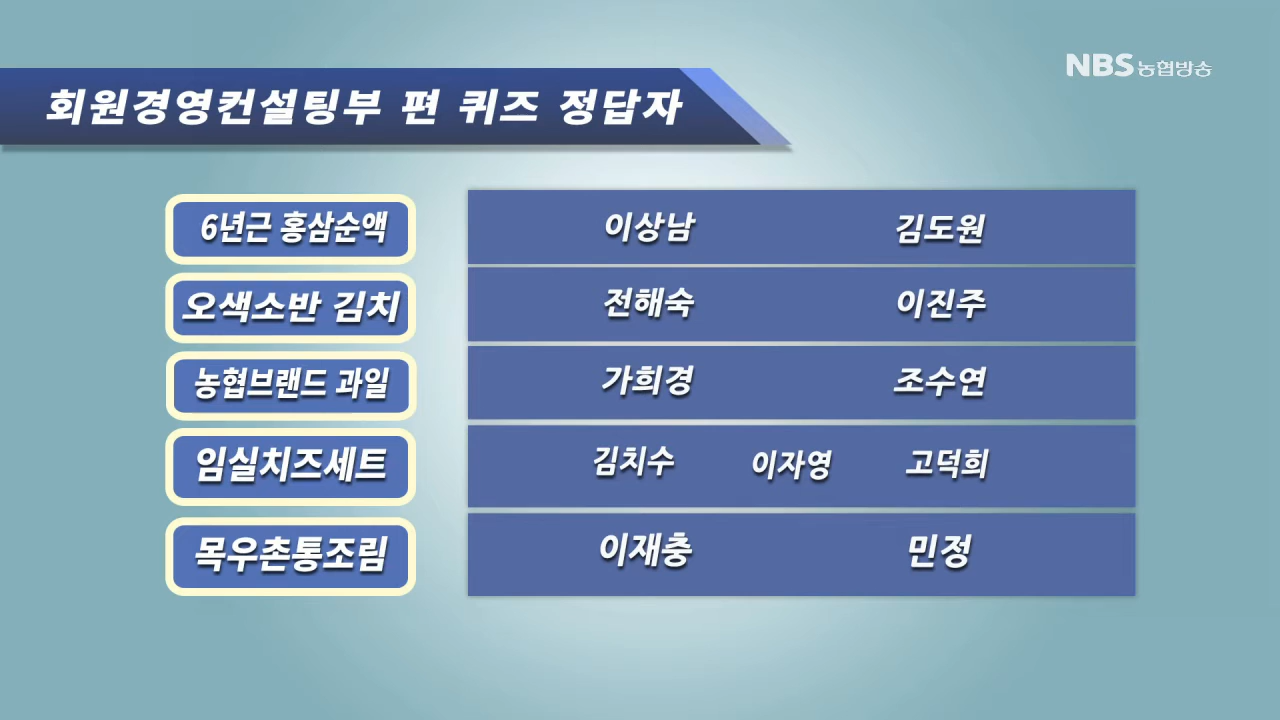 NBS 농협방송
회원경영컨설팅부 편 퀴즈 정답자
6년근 홍삼순액 이상남 김도원
오색소반 김치 전해숙 이진주
농협브랜드 과일 가희경 조수연
임실치즈세트 김치수 이자영 고덕희
목우촌통조림 이재충 민정